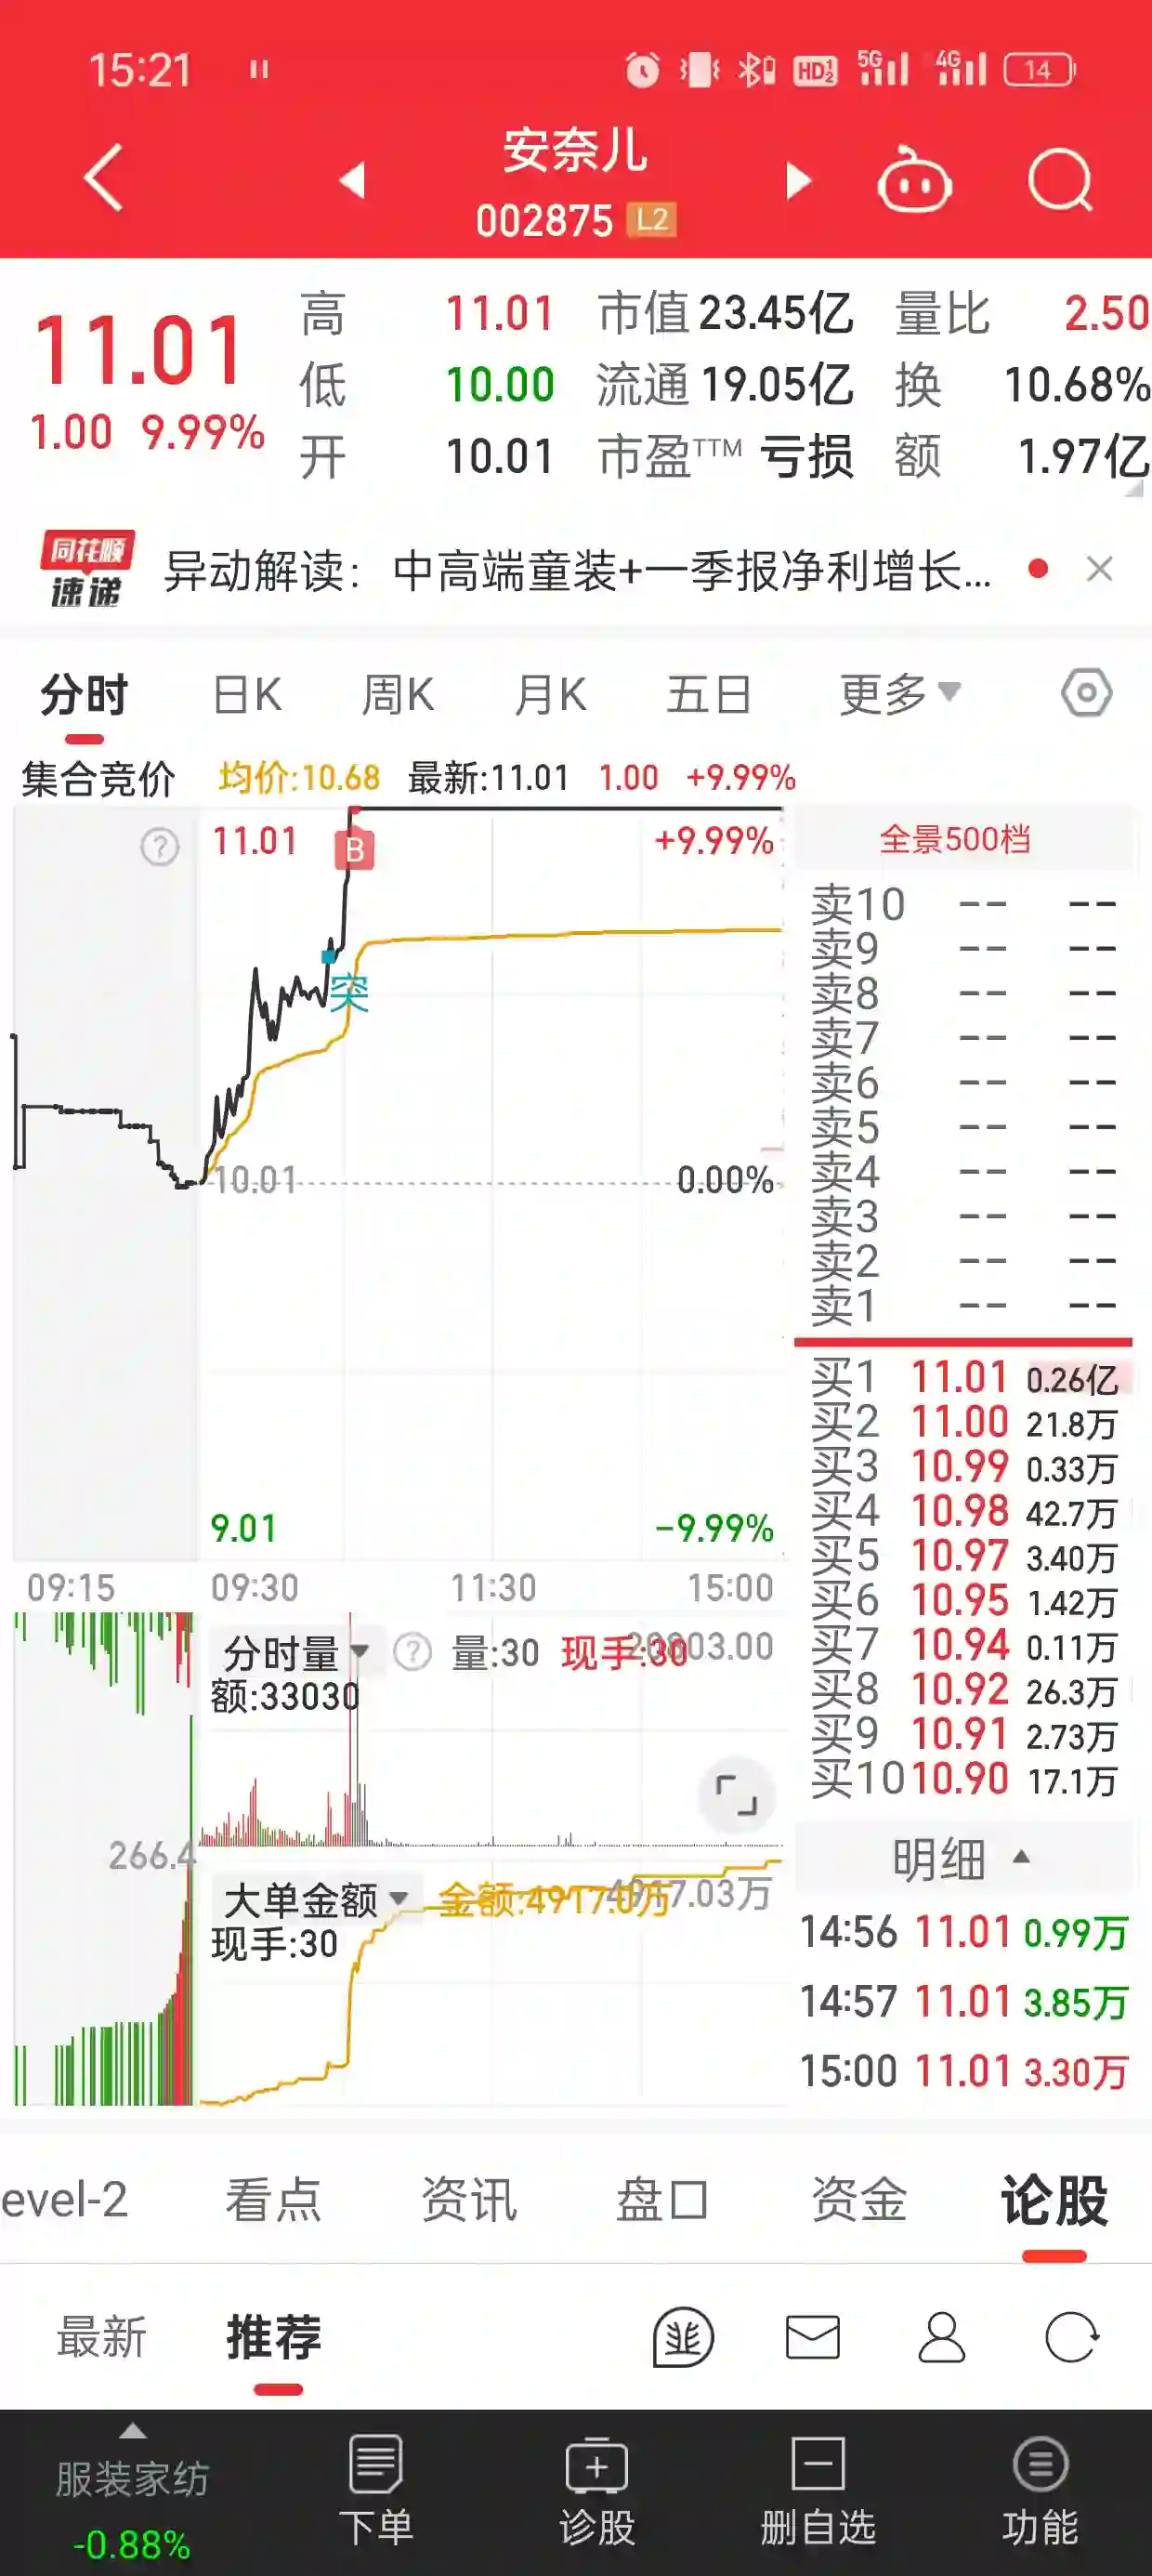 15:21 HD 1 2 5G 4G 14
安奈儿
002875 L2
11.01
1.00 9.99%
高 11.01 市值 23.45亿 量比 2.50
低 10.00 流通 19.05亿 换 10.68%
开 10.01 市盈TTM 亏损 额 1.97亿
同花顺
速递
异动解读：中高端童装+一季报净利增长...
分时 日K 周K 月K 五日 更多
集合竞价 均价:10.68 最新:11.01 1.00 +9.99%
11.01 B +9.99%
突
10.01 0.00%
9.01 -9.99%
09:15 09:30 11:30 15:00
全景500档
卖10 -- --
卖9 -- --
卖8 -- --
卖7 -- --
卖6 -- --
卖5 -- --
卖4 -- --
卖3 -- --
卖2 -- --
卖1 -- --
买1 11.01 0.26亿
买2 11.00 21.8万
买3 10.99 0.33万
买4 10.98 42.7万
买5 10.97 3.40万
买6 10.95 1.42万
买7 10.94 0.11万
买8 10.92 26.3万
买9 10.91 2.73万
买10 10.90 17.1万
分时量 ? 量:30 现手:30
额:33030
266.4
大单金额 金额:4917.0万 4917.03万
现手:30
明细
14:56 11.01 0.99万
14:57 11.01 3.85万
15:00 11.01 3.30万
evel-2 看点 资讯 盘口 资金 论股
最新 推荐
服装家纺 下单 诊股 删自选 功能
-0.88%